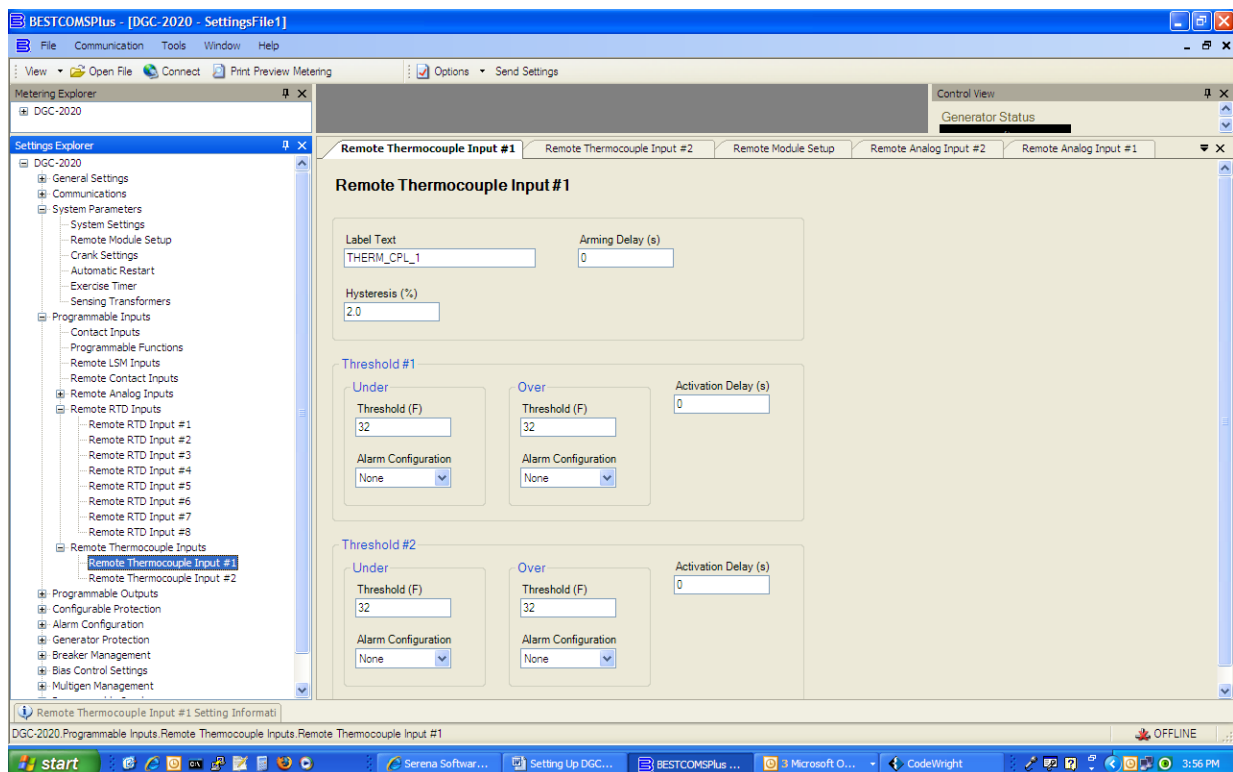 BESTCOMSPlus - [DGC-2020 - SettingsFile1]
File Communication Tools Window Help
View Open File Connect Print Preview Metering Options Send Settings
Metering Explorer
DGC-2020
Control View
Generator Status
Settings Explorer
DGC-2020
General Settings
Communications
System Parameters
System Settings
Remote Module Setup
Crank Settings
Automatic Restart
Exercise Timer
Sensing Transformers
Programmable Inputs
Contact Inputs
Programmable Functions
Remote LSM Inputs
Remote Contact Inputs
Remote Analog Inputs
Remote RTD Inputs
Remote RTD Input #1
Remote RTD Input #2
Remote RTD Input #3
Remote RTD Input #4
Remote RTD Input #5
Remote RTD Input #6
Remote RTD Input #7
Remote RTD Input #8
Remote Thermocouple Inputs
Remote Thermocouple Input #1
Remote Thermocouple Input #2
Programmable Outputs
Configurable Protection
Alarm Configuration
Generator Protection
Breaker Management
Bias Control Settings
Multigen Management
Remote Thermocouple Input #1 Remote Thermocouple Input #2 Remote Module Setup Remote Analog Input #2 Remote Analog Input #1
Remote Thermocouple Input #1
Label Text Arming Delay (s)
THERM_CPL_1 0
Hysteresis (%)
2.0
Threshold #1
Under Over Activation Delay (s)
Threshold (F) Threshold (F) 0
32 32
Alarm Configuration Alarm Configuration
None None
Threshold #2
Under Over Activation Delay (s)
Threshold (F) Threshold (F) 0
32 32
Alarm Configuration Alarm Configuration
None None
Remote Thermocouple Input #1 Setting Informati
DGC-2020.Programmable Inputs.Remote Thermocouple Inputs.Remote Thermocouple Input #1 OFFLINE
start Serena Softwar... Setting Up DGC... BESTCOMSPlus ... 3 Microsoft O... CodeWright 3:56 PM